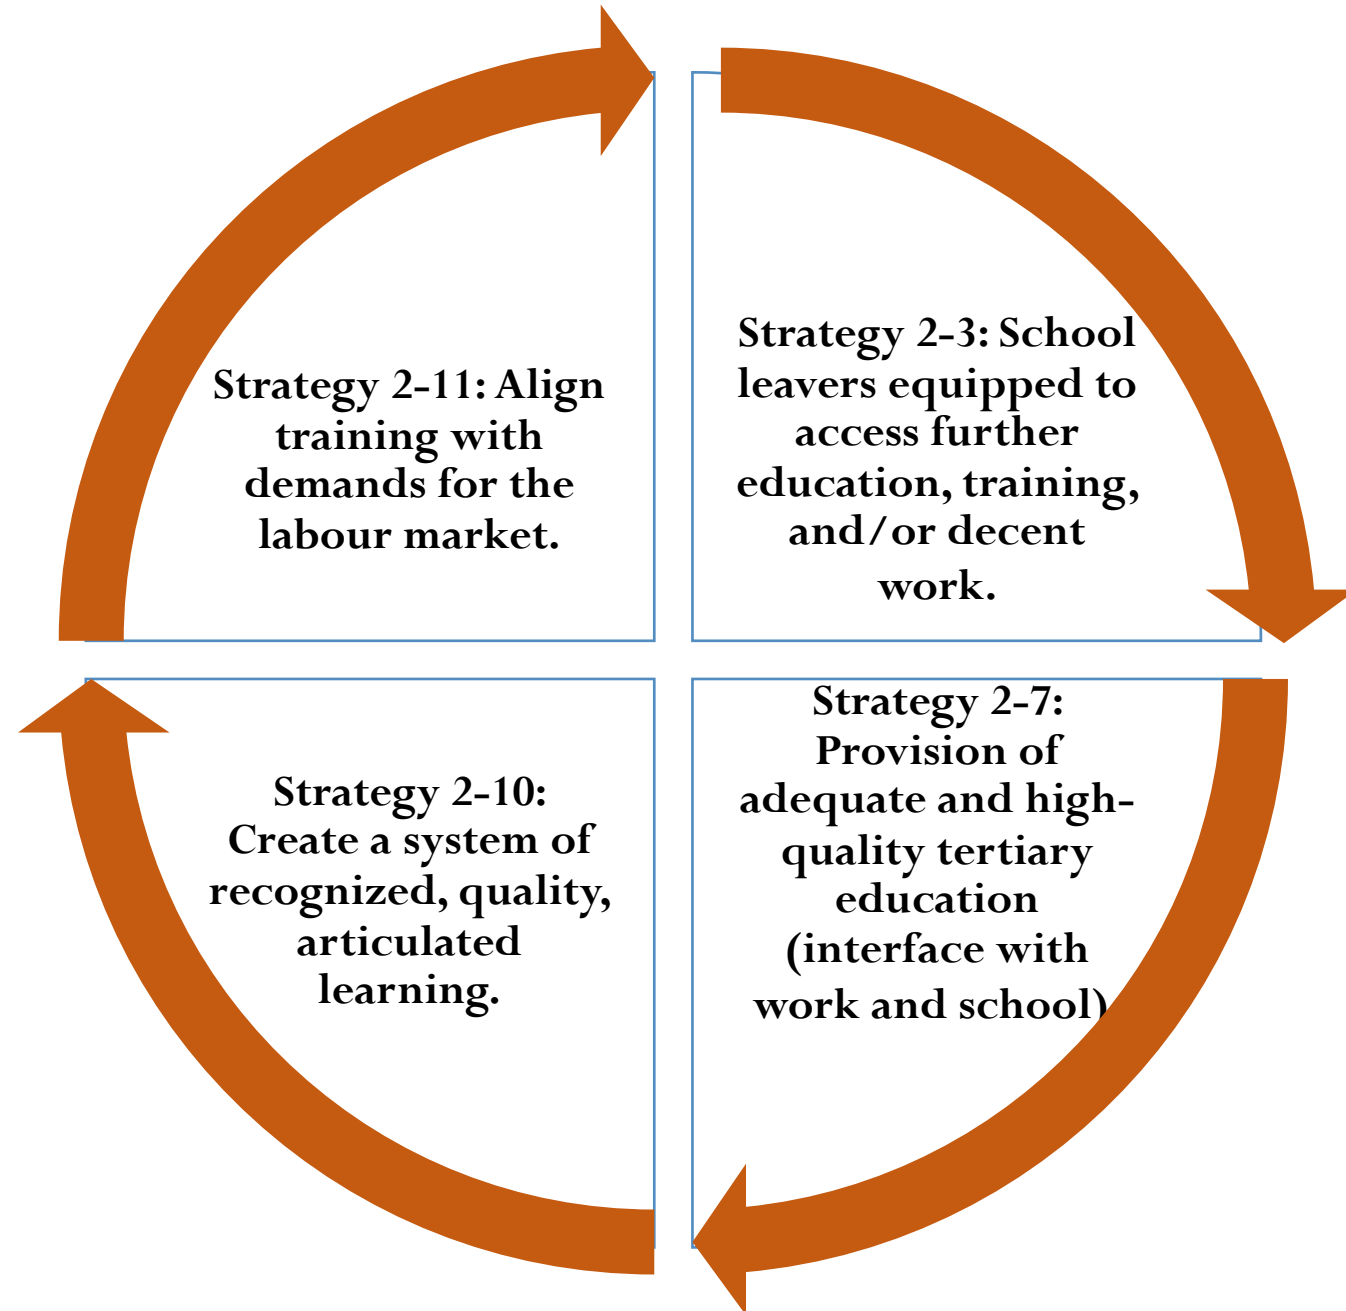 Strategy 2-11: Align
training with
demands for the
labour market.
Strategy 2-3: School
leavers equipped to
access further
education, training,
and/or decent
work.
Strategy 2-10:
Create a system of
recognized, quality,
articulated
learning.
Strategy 2-7:
Provision of
adequate and high-
quality tertiary
education
(interface with
work and school)